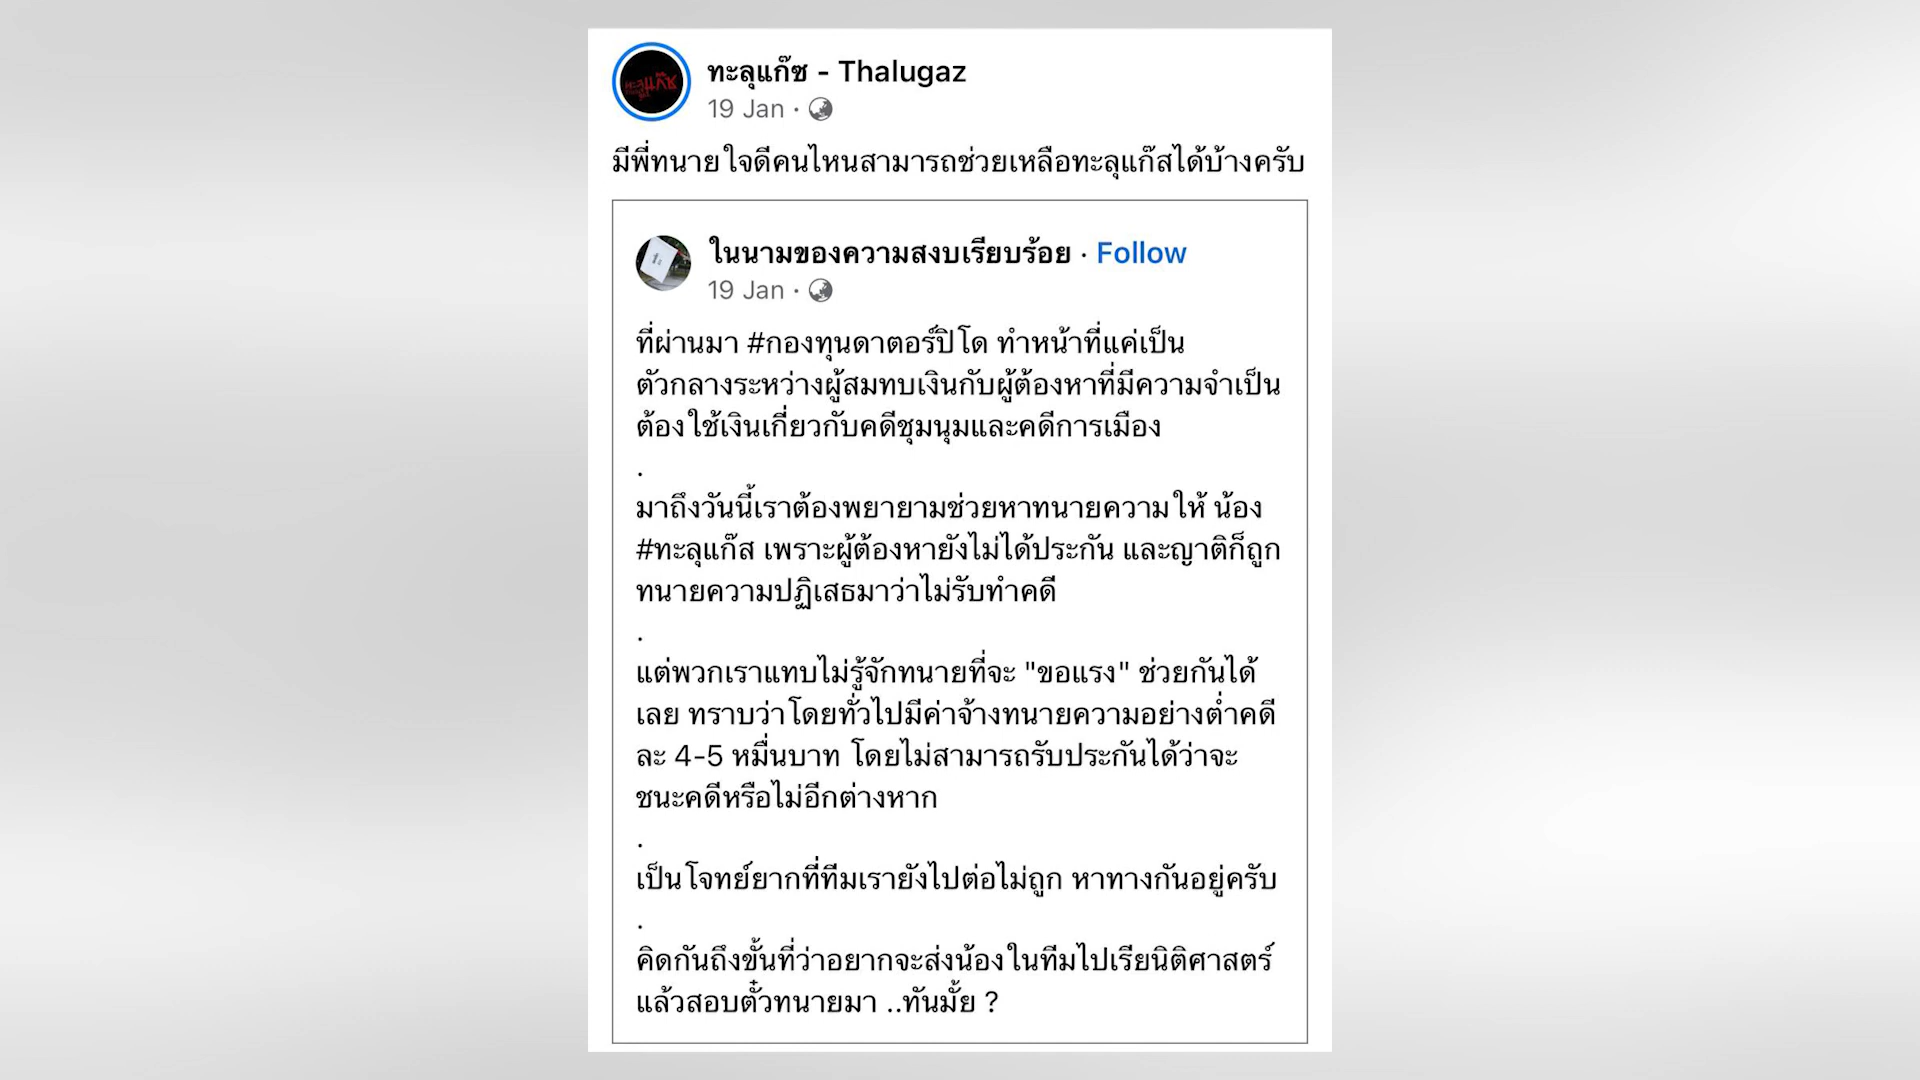 ทะลุแก๊ซ - Thalugaz
19 Jan ·
มีพี่ทนายใจดีคนไหนสามารถช่วยเหลือทะลุแก๊สได้บ้างครับ
ในนามของความสงบเรียบร้อย · Follow
19 Jan ·
ที่ผ่านมา #กองทุนดาตอร์ปิโด ทำหน้าที่แค่เป็น
ตัวกลางระหว่างผู้สมทบเงินกับผู้ต้องหาที่มีความจำเป็น
ต้องใช้เงินเกี่ยวกับคดีชุมนุมและคดีการเมือง
.
มาถึงวันนี้เราต้องพยายามช่วยหาทนายความให้ น้อง
#ทะลุแก๊ส เพราะผู้ต้องหายังไม่ได้ประกัน และญาติก็ถูก
ทนายความปฏิเสธมาว่าไม่รับทำคดี
.
แต่พวกเราแทบไม่รู้จักทนายที่จะ "ขอแรง" ช่วยกันได้
เลย ทราบว่าโดยทั่วไปมีค่าจ้างทนายความอย่างต่ำคดี
ละ 4-5 หมื่นบาท โดยไม่สามารถรับประกันได้ว่าจะ
ชนะคดีหรือไม่อีกต่างหาก
.
เป็นโจทย์ยากที่ทีมเรายังไปต่อไม่ถูก หาทางกันอยู่ครับ
.
คิดกันถึงขั้นที่ว่าอยากจะส่งน้องในทีมไปเรียนิติศาสตร์
แล้วสอบตั๋วทนายมา ..ทันมั้ย ?